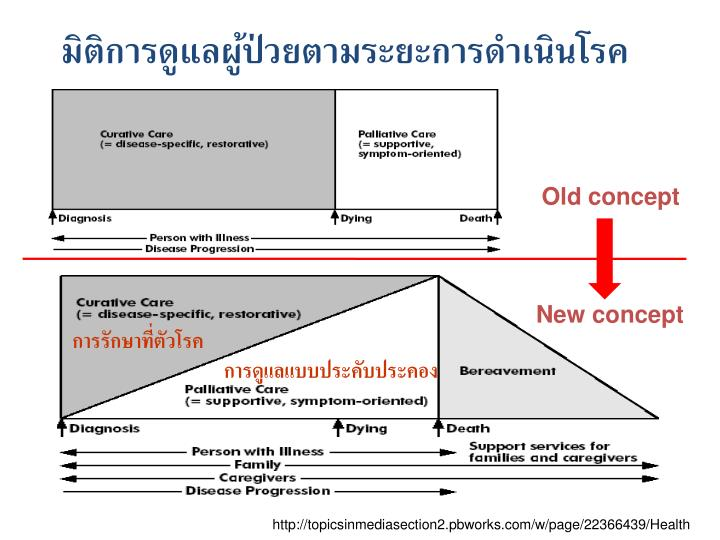 มิติการดูแลผู้ป่วยตามระยะการดำเนินโรค
Curative Care
(= disease-specific, restorative)
Palliative Care
(= supportive,
symptom-oriented)
Diagnosis
Dying
Death
Person with Illness
Disease Progression
Old concept
New concept
Curative Care
(= disease-specific, restorative)
การรักษาที่ตัวโรค
การดูแลแบบประคับประคอง
Palliative Care
(= supportive, symptom-oriented)
Bereavement
Diagnosis
Dying
Death
Person with Illness
Family
Caregivers
Disease Progression
Support services for
families and caregivers
http://topicsinmediasection2.pbworks.com/w/page/22366439/Health